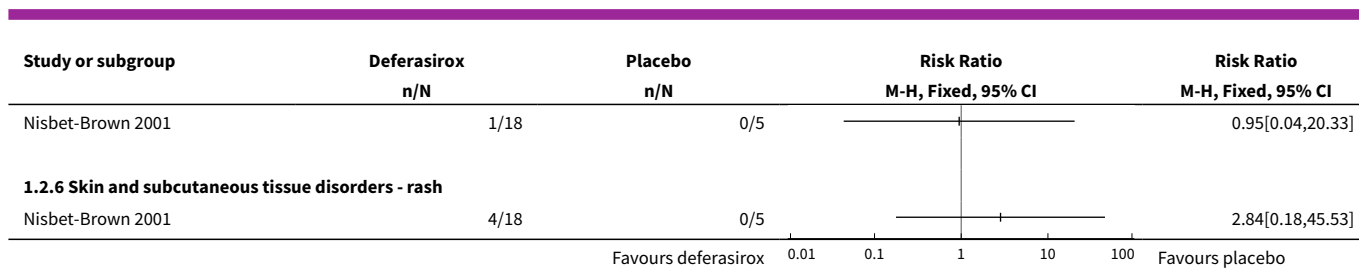 Study or subgroup Deferasirox Placebo Risk Ratio Risk Ratio
n/N n/N M-H, Fixed, 95% CI M-H, Fixed, 95% CI
Nisbet-Brown 2001 1/18 0/5 0.95[0.04,20.33]
1.2.6 Skin and subcutaneous tissue disorders - rash
Nisbet-Brown 2001 4/18 0/5 2.84[0.18,45.53]
Favours deferasirox 0.01 0.1 1 10 100 Favours placebo